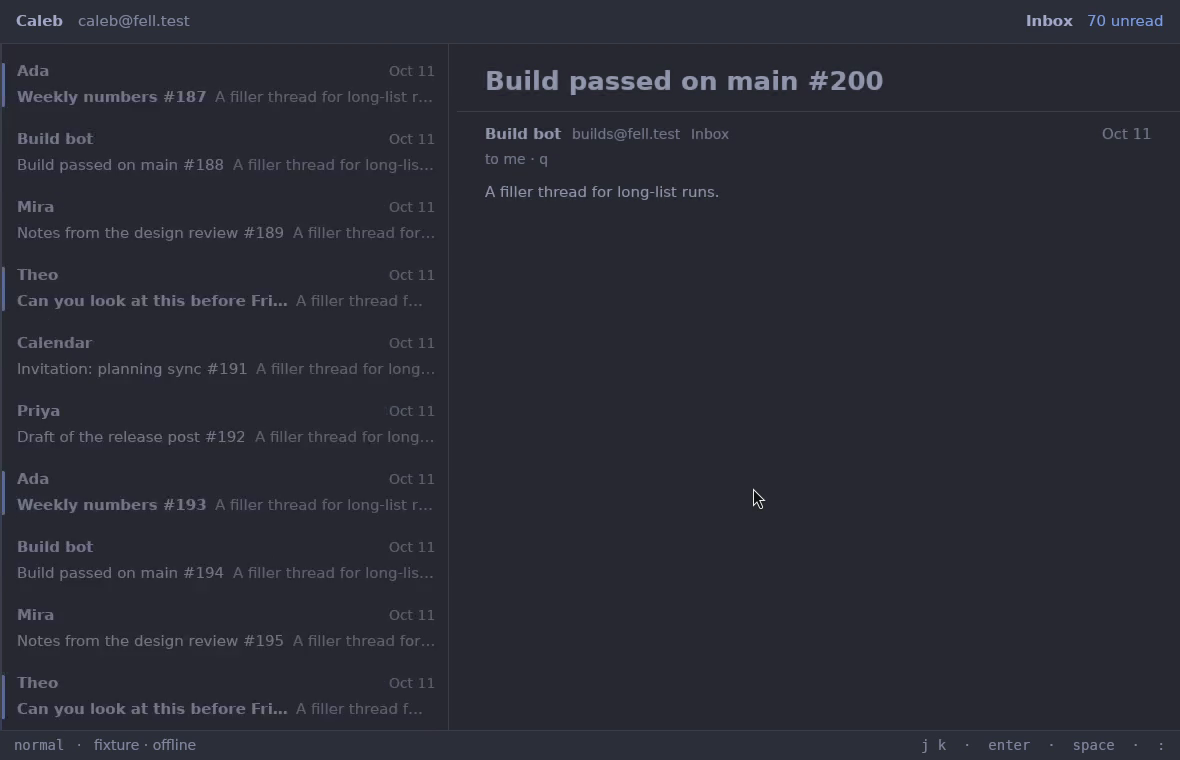 Caleb caleb@fell.test
Inbox 70 unread
Ada Oct 11
Weekly numbers #187 A filler thread for long-list r…
Build bot Oct 11
Build passed on main #188 A filler thread for long-lis…
Mira Oct 11
Notes from the design review #189 A filler thread for…
Theo Oct 11
Can you look at this before Fri… A filler thread f…
Calendar Oct 11
Invitation: planning sync #191 A filler thread for long…
Priya Oct 11
Draft of the release post #192 A filler thread for long…
Ada Oct 11
Weekly numbers #193 A filler thread for long-list r…
Build bot Oct 11
Build passed on main #194 A filler thread for long-lis…
Mira Oct 11
Notes from the design review #195 A filler thread for…
Theo Oct 11
Can you look at this before Fri… A filler thread f…
Build passed on main #200
Build bot builds@fell.test Inbox Oct 11
to me · q
A filler thread for long-list runs.
normal · fixture · offline
j k · enter · space · :